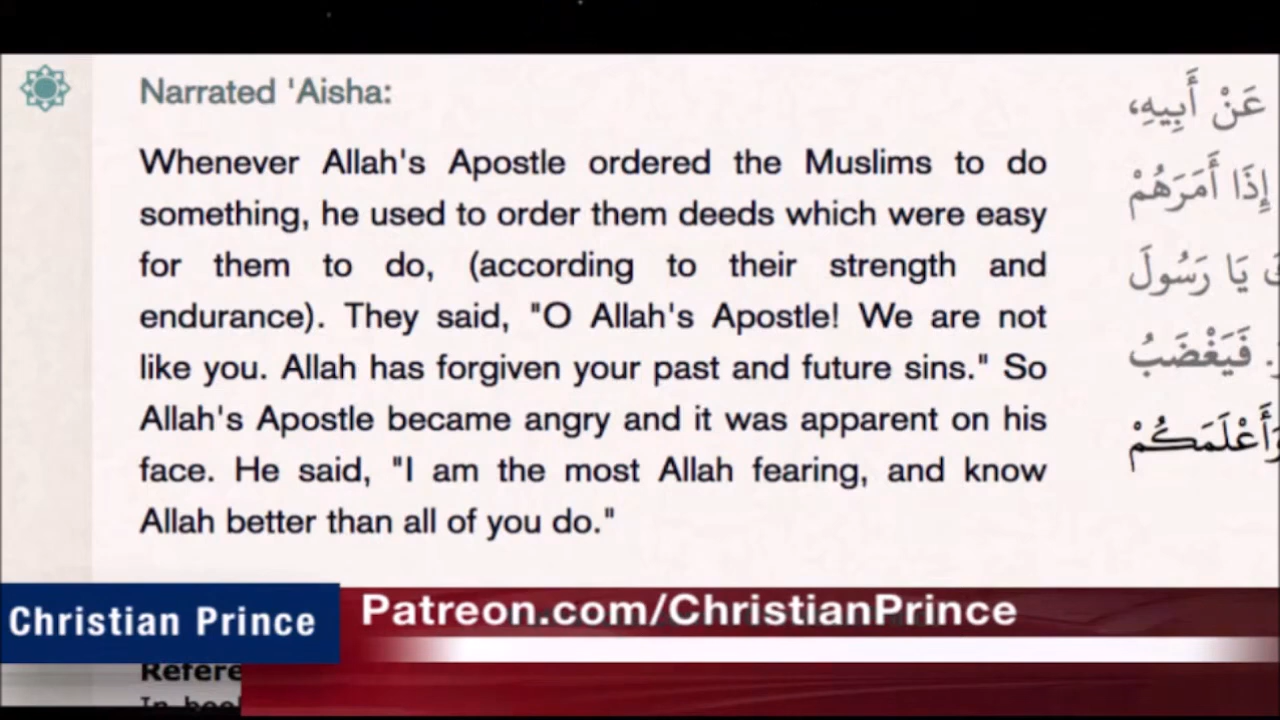 Narrated 'Aisha:
Whenever Allah's Apostle ordered the Muslims to do
something, he used to order them deeds which were easy
for them to do, (according to their strength and
endurance). They said, "O Allah's Apostle! We are not
like you. Allah has forgiven your past and future sins." So
Allah's Apostle became angry and it was apparent on his
face. He said, "I am the most Allah fearing, and know
Allah better than all of you do."
عَنْ أَبِيهِ،
إِذَا أَمَرَهُمْ
يَا رَسُولَ
فَيَغْضَبُ
وَأَعْلَمَكُمْ
Christian Prince
Patreon.com/ChristianPrince